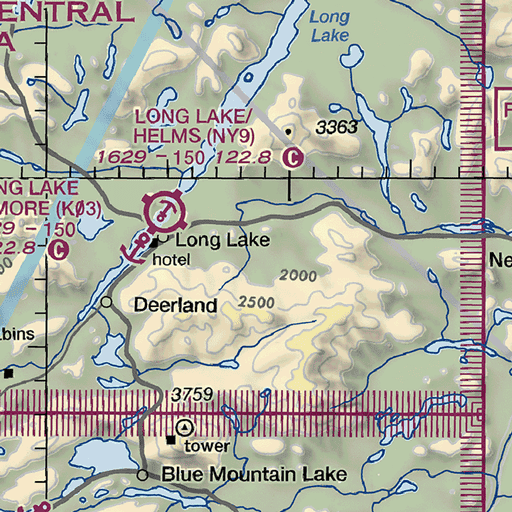 ENTRAL
A
Long
Lake
LONG LAKE/
HELMS (NY9)
1629 - 150 122.8 C
3363
F
NG LAKE
MORE (K03)
29 - 150
22.8 C
Long Lake
hotel
Ne
2000
2500
Deerland
bins
3759
tower
Blue Mountain Lake